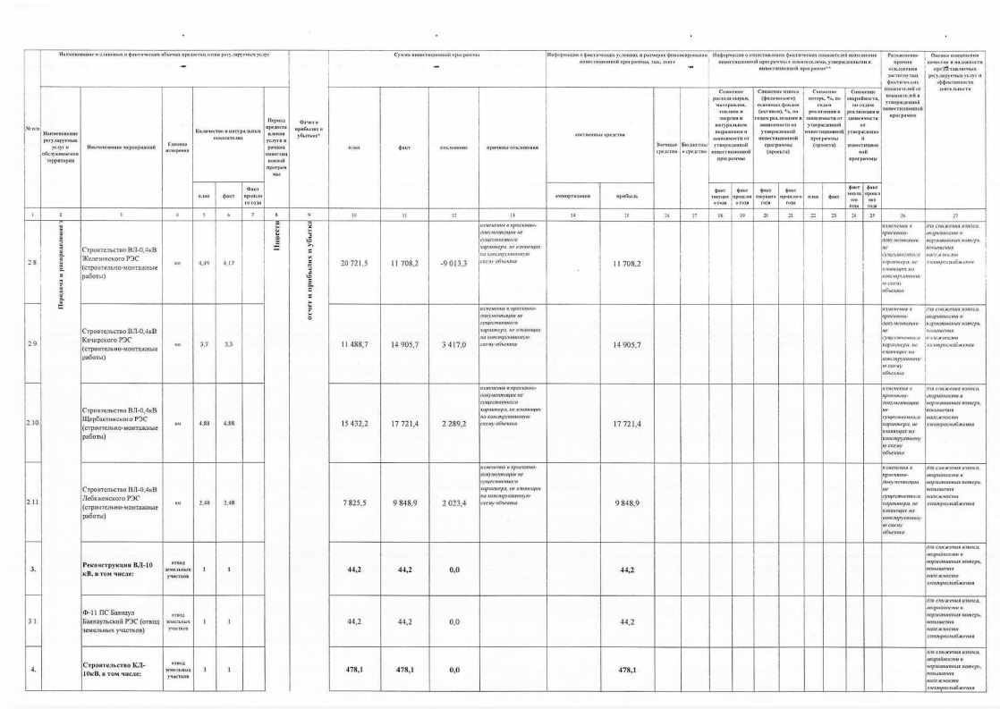 Наименование и плановых и фактических объемах предоставления регулируемых услуг
Сумма инвестиционной программы
Информация о фактических условиях и размерах финансирования
инвестиционной программы, тыс. тенге
Информация о сопоставлении фактических показателей исполнения
инвестиционной программы с показателями, утвержденными в
инвестиционной программе**
Разъяснение
причин
отклонения
достигнутых
фактических
показателей от
показателей в
утвержденной
инвестиционной
программе
Оценка повышения
качества и надежности
предоставляемых
регулируемых услуг и
эффективности
деятельности
№ п/п
Наименование
регулируемых
услуг и
обслуживаемая
территория
Наименование мероприятий
Единица
измерения
Количество в натуральных
показателях
план
факт
Факт
прошло
го года
Период
предоста
вления
услуги в
рамках
инвестиц
ионной
програм
мы
Отчет о
прибылях и
убытках*
план
факт
отклонение
причины отклонения
собственные средства
амортизация
прибыль
Заемные
средства
Бюджетны
е средства
Снижение
расхода сырья,
материалов,
топлива и
энергии в
натуральном
выражении в
зависимости от
утвержденной
инвестиционной
программы
Снижение износа
(физического)
основных фондов
(активов), %, по
годам реализации в
зависимости от
утвержденной
инвестиционной
программы
(проекта)
Снижение
потерь, %, по
годам
реализации в
зависимости от
утвержденной
инвестиционной
программы
(проекта)
Снижение
аварийности,
по годам
реализации в
зависимости
от
утвержденно
й
инвестицион
ной
программы
факт
текущег
о года
факт
прошлог
о года
факт
текущего
года
факт
прошлого
года
план
факт
факт
текущ
его
года
факт
прошл
ого
года
1 2 3 4 5 6 7 8 9 10 11 12 13 14 15 16 17 18 19 20 21 22 23 24 25 26 27
Передача и распределение э
Инвести
отчет и прибылях и убытка
2 8
Строительство ВЛ-0,4кВ
Железинского РЭС
(строительно-монтажные
работы)
км 4,49 4,17
20 721,5 11 708,2 -9 013,3
изменения в проектно-
документации не
существенного
характера, не влияющих
на конструктивную
схему объекта
11 708,2
изменения в
проектно-
документации
не
существенного
характера, не
влияющих на
конструктивну
ю схему
объекта
для снижения износа,
аварийности и
нормативных потерь,
повышения
надежности
электроснабжения
2 9
Строительство ВЛ-0,4кВ
Качирского РЭС
(строительно-монтажные
работы)
км 3,7 3,3
11 488,7 14 905,7 3 417,0
изменения в проектно-
документации не
существенного
характера, не влияющих
на конструктивную
схему объекта
14 905,7
изменения в
проектно-
документации
не
существенного
характера, не
влияющих на
конструктивну
ю схему
объекта
для снижения износа,
аварийности и
нормативных потерь,
повышения
надежности
электроснабжения
2.10
Строительство ВЛ-0,4кВ
Щербактинского РЭС
(строительно-монтажные
работы)
км 4,88 4,88
15 432,2 17 721,4 2 289,2
изменения в проектно-
документации не
существенного
характера, не влияющих
на конструктивную
схему объекта
17 721,4
изменения в
проектно-
документации
не
существенного
характера, не
влияющих на
конструктивну
ю схему
объекта
для снижения износа,
аварийности и
нормативных потерь,
повышения
надежности
электроснабжения
2.11
Строительство ВЛ-0,4кВ
Лебяженского РЭС
(строительно-монтажные
работы)
км 2,48 2,48
7 825,5 9 848,9 2 023,4
изменения в проектно-
документации не
существенного
характера, не влияющих
на конструктивную
схему объекта
9 848,9
изменения в
проектно-
документации
не
существенного
характера, не
влияющих на
конструктивну
ю схему
объекта
для снижения износа,
аварийности и
нормативных потерь,
повышения
надежности
электроснабжения
3.
Реконструкция ВЛ-10
кВ, в том числе:
отвод
земельных
участков
1 1
44,2 44,2 0,0 44,2
для снижения износа,
аварийности и
нормативных потерь,
повышения
надежности
электроснабжения
3 1
Ф-11 ПС Баянаул
Баянаульский РЭС (отвод
земельных участков)
отвод
земельных
участков
1 1
44,2 44,2 0,0 44,2
для снижения износа,
аварийности и
нормативных потерь,
повышения
надежности
электроснабжения
4.
Строительство КЛ-
10кВ, в том числе:
отвод
земельных
участков
1 1
478,1 478,1 0,0 478,1
для снижения износа,
аварийности и
нормативных потерь,
повышения
надежности
электроснабжения